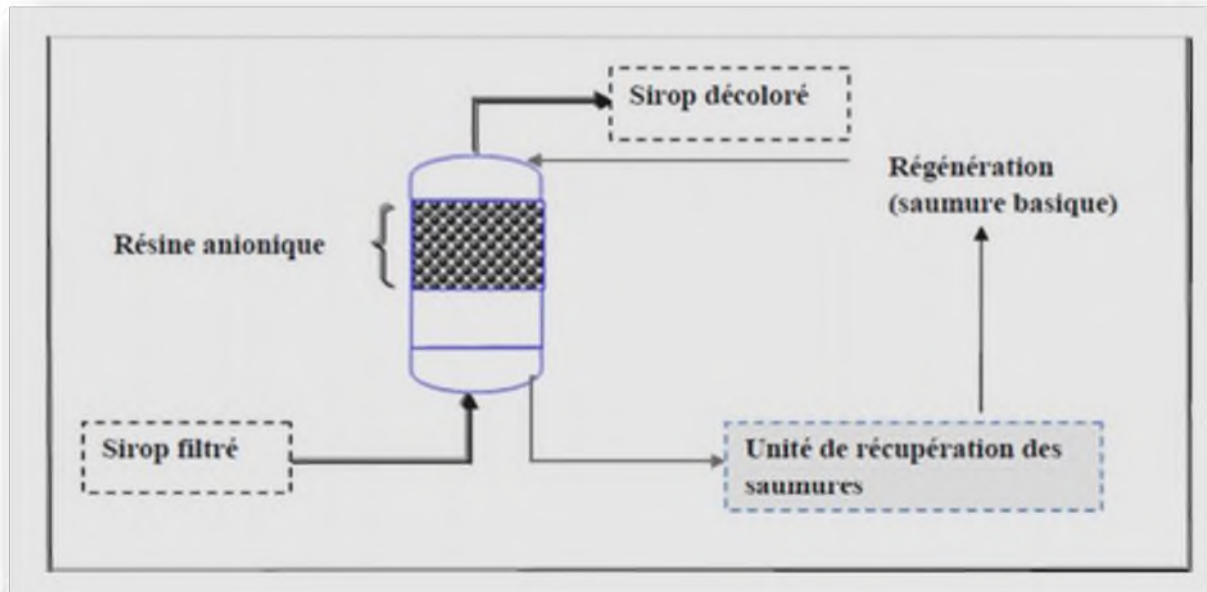 Sirop décoloré
Régénération
(saumure basique)
Résine anionique
Sirop filtré
Unité de récupération des
saumures